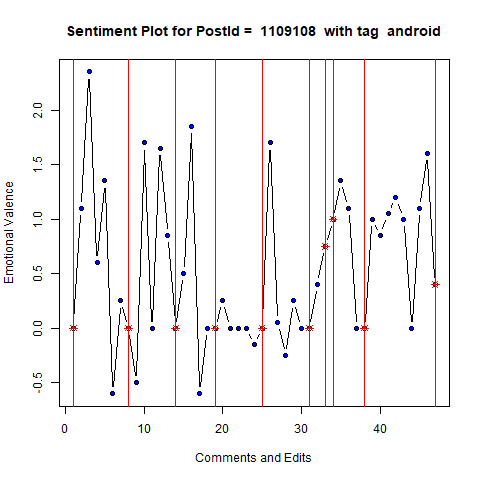 Sentiment Plot for PostId = 1109108 with tag android
Emotional Valence
2.0
1.5
1.0
0.5
0.0
-0.5
0 10 20 30 40
Comments and Edits